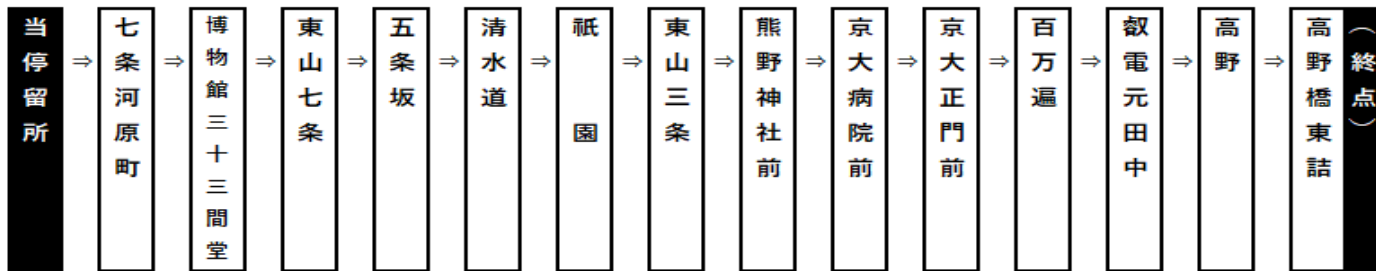 当停留所
⇒
七条河原町
⇒
博物館三十三間堂
⇒
東山七条
⇒
五条坂
⇒
清水道
⇒
祇園
⇒
東山三条
⇒
熊野神社前
⇒
京大病院前
⇒
京大正門前
⇒
百万遍
⇒
叡電元田中
⇒
高野
⇒
高野橋東詰
（終点）